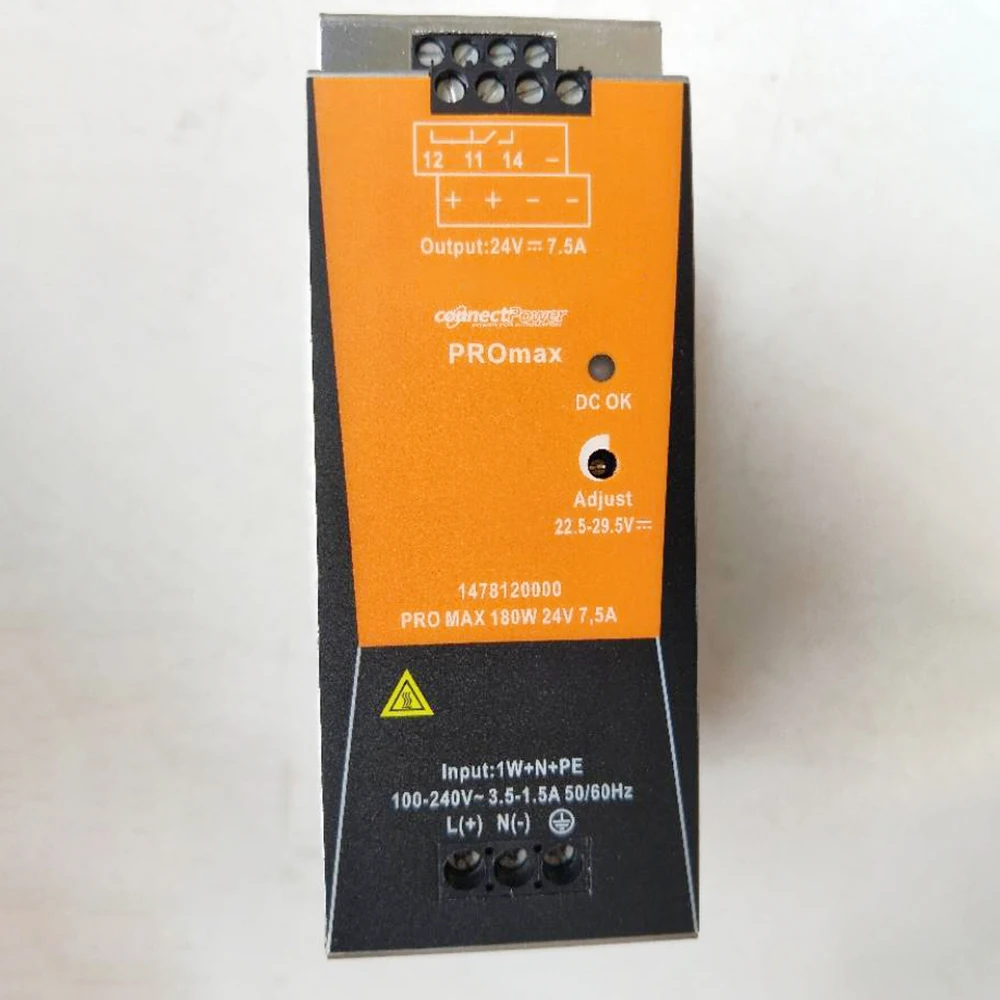 12 11 14 −
+ + − −
Output:24V⎓7.5A
connectPower
PROmax
DC OK
Adjust
22.5-29.5V⎓
1478120000
PRO MAX 180W 24V 7,5A
Input:1W+N+PE
100-240V~ 3.5-1.5A 50/60Hz
L(+) N(-)